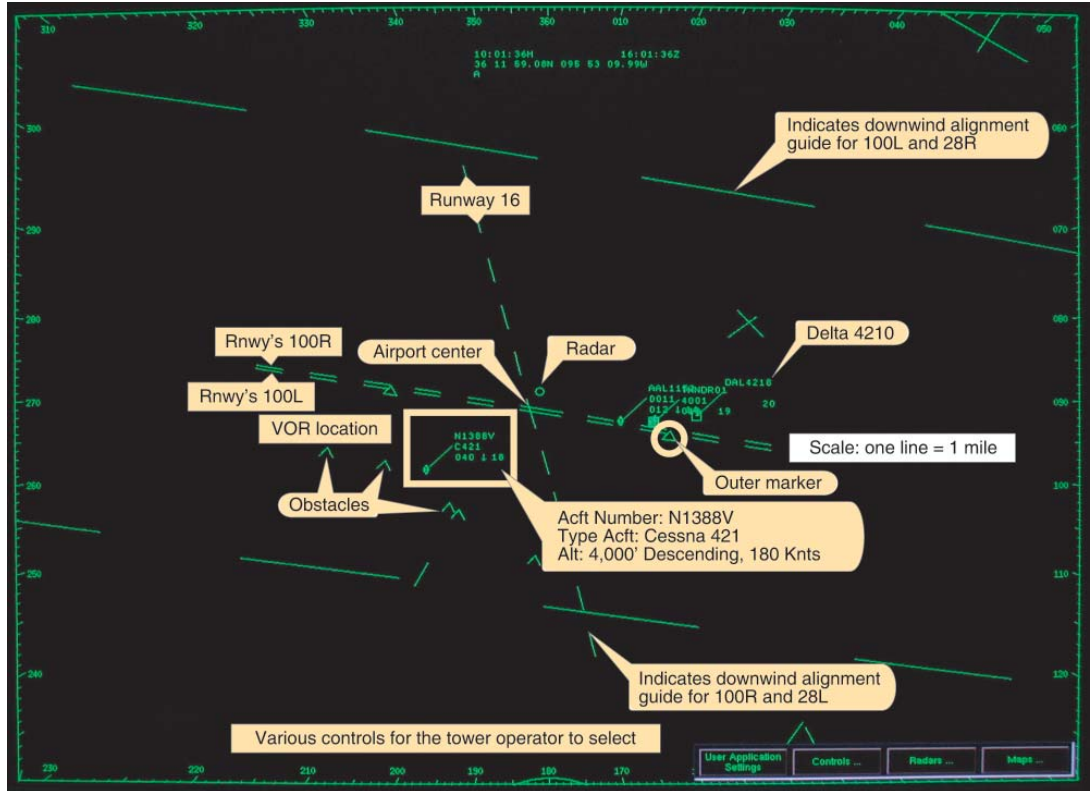 310
320
330
340
350
360
010
020
030
040
050
10:01:36M 16:01:36Z
36 11 59.08N 095 53 09.99W
A
Indicates downwind alignment
guide for 100L and 28R
300
060
Runway 16
290
070
280
080
Rnwy's 100R
Airport center
Radar
Delta 4210
Rnwy's 100L
270
090
DAL4218
D011 4001
19 20
VOR location
N1388V
C421
040 ↓ 18
Scale: one line = 1 mile
260
100
Outer marker
Obstacles
Acft Number: N1388V
Type Acft: Cessna 421
Alt: 4,000' Descending, 180 Knts
250
110
240
120
Indicates downwind alignment
guide for 100R and 28L
Various controls for the tower operator to select
User Application
Settings
Controls ...
Radars ...
Maps ...
230
220
210
200
190
180
170